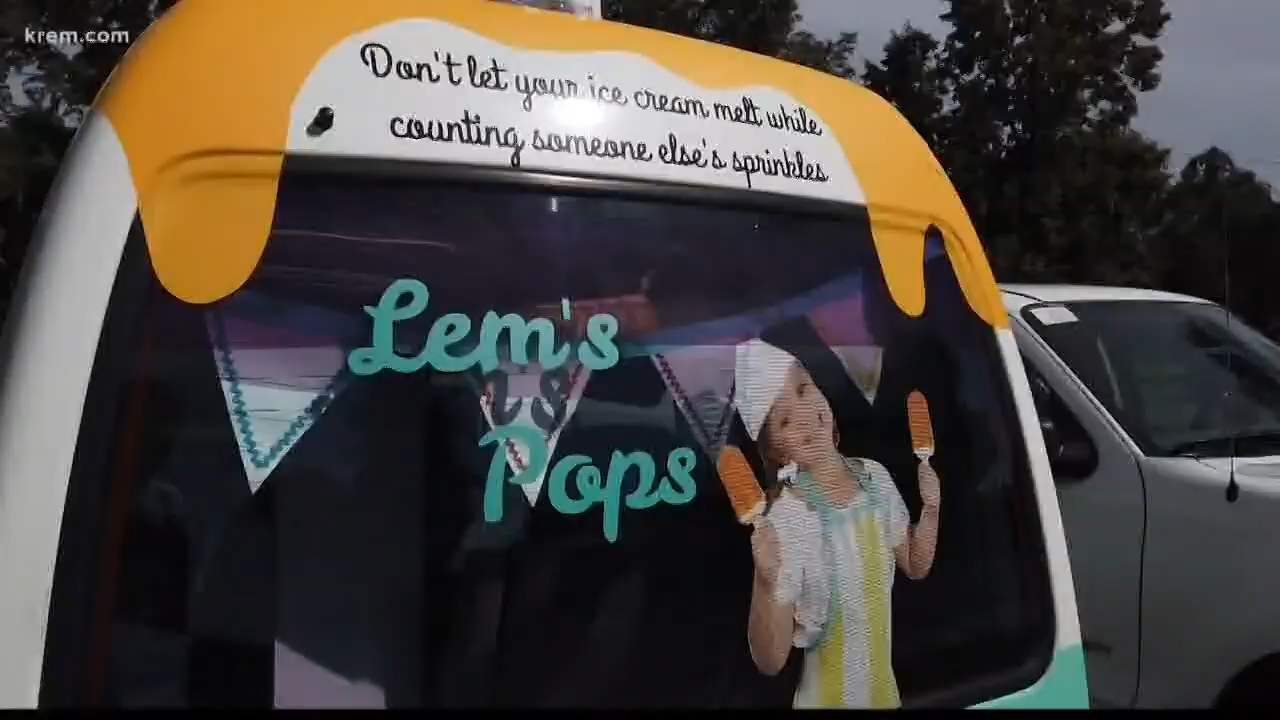 krem.com
Don't let your ice cream melt while
counting someone else's sprinkles
Lem's
Pops